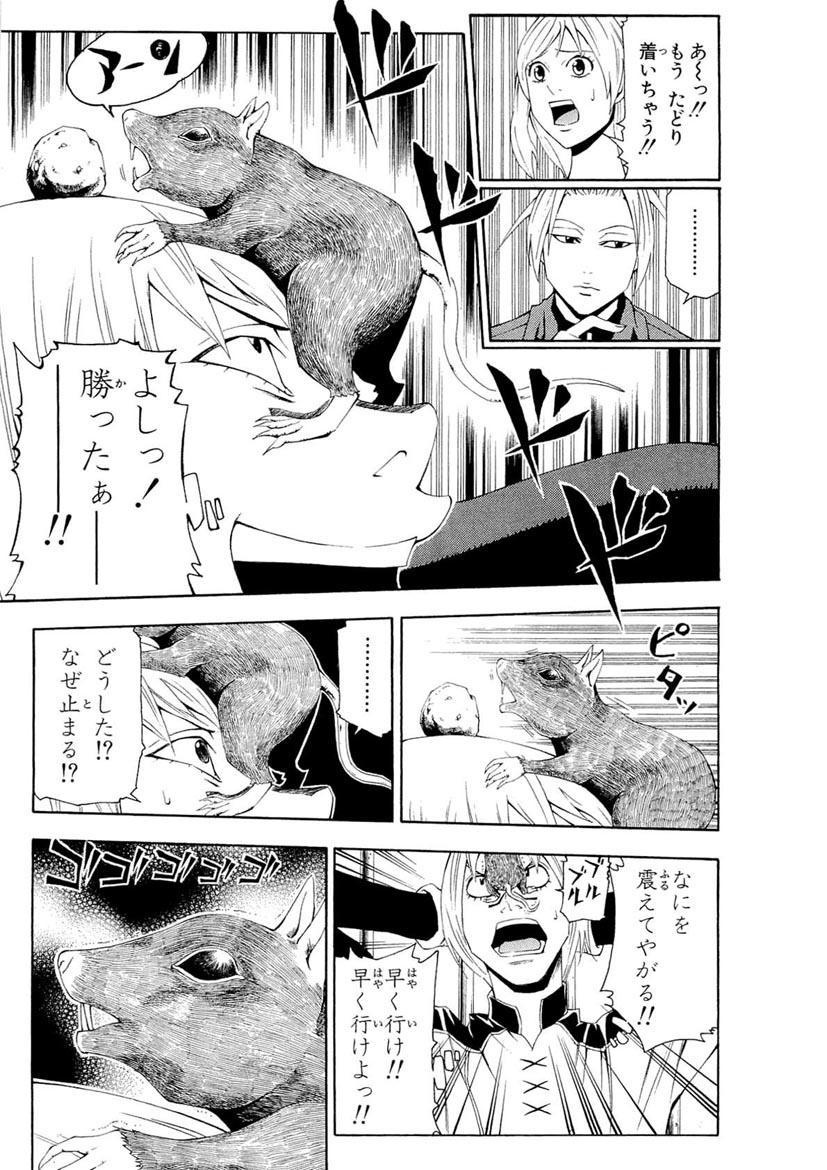 あ〜っ!!
もう たどり
着いちゃう!!
………
アーン
ドドドド
よしっ!
勝ったぁ
――!!
ピタッ
………
どうした!?
なぜ止まる!?
なにを
震えてやがる!!
ブルブル
早く行け!!
早く行けよっ!!
ゴゴゴゴゴ